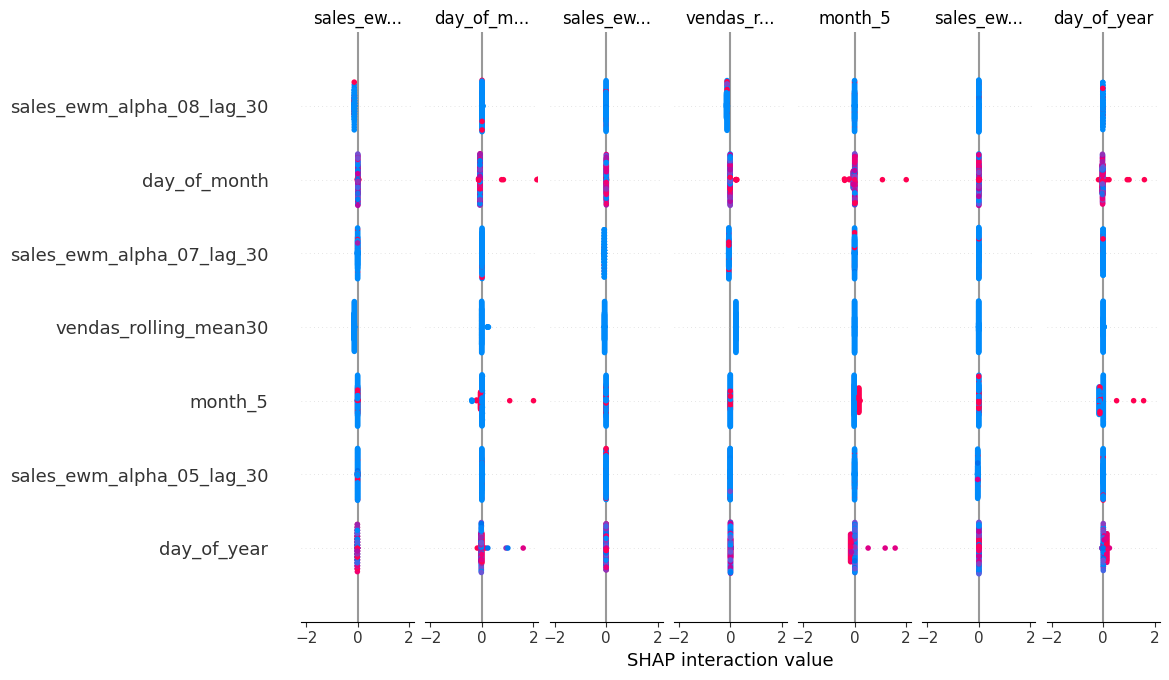 sales_ew... day_of_m... sales_ew... vendas_r... month_5 sales_ew... day_of_year
sales_ewm_alpha_08_lag_30
day_of_month
sales_ewm_alpha_07_lag_30
vendas_rolling_mean30
month_5
sales_ewm_alpha_05_lag_30
day_of_year
−2 0 2 −2 0 2 −2 0 2 −2 0 2 −2 0 2 −2 0 2 −2 0 2
SHAP interaction value